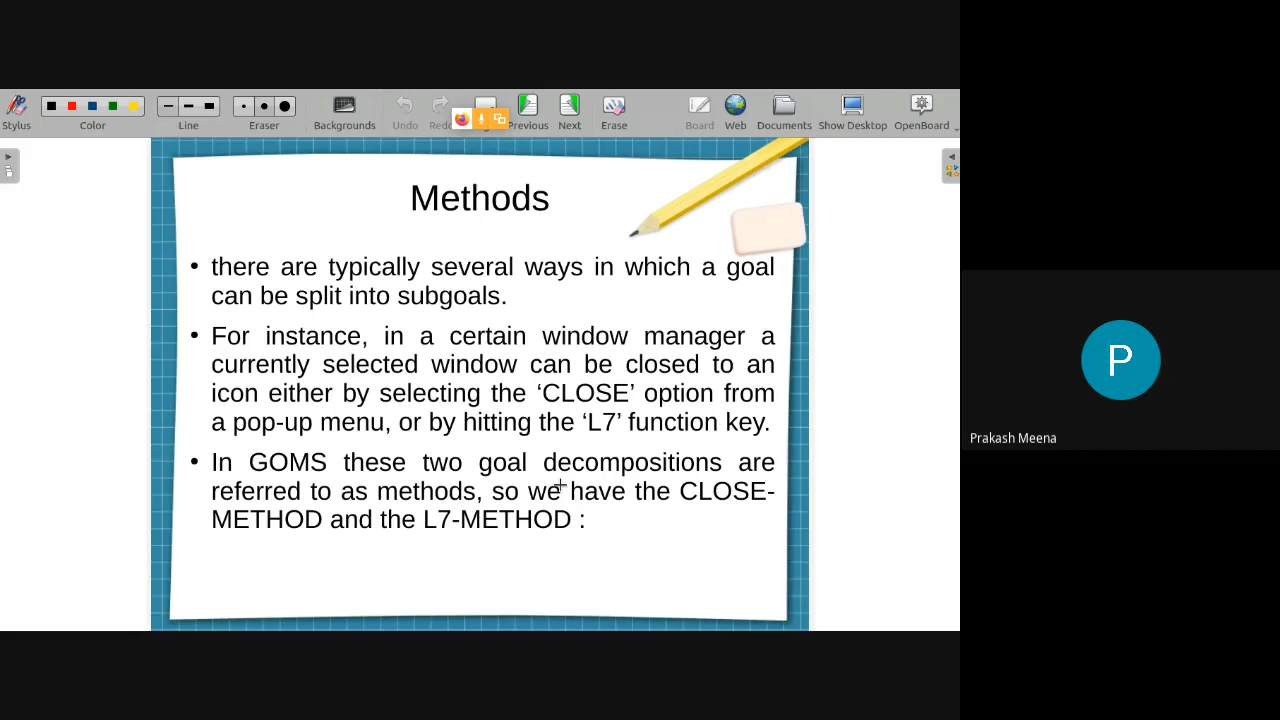 Stylus
Color
Line
Eraser
Backgrounds
Undo
Previous
Next
Erase
Board
Web
Documents
Show Desktop
OpenBoard
Methods
• there are typically several ways in which a goal
can be split into subgoals.
• For instance, in a certain window manager a
currently selected window can be closed to an
icon either by selecting the ‘CLOSE’ option from
a pop-up menu, or by hitting the ‘L7’ function key.
• In GOMS these two goal decompositions are
referred to as methods, so we have the CLOSE-
METHOD and the L7-METHOD :
P
Prakash Meena